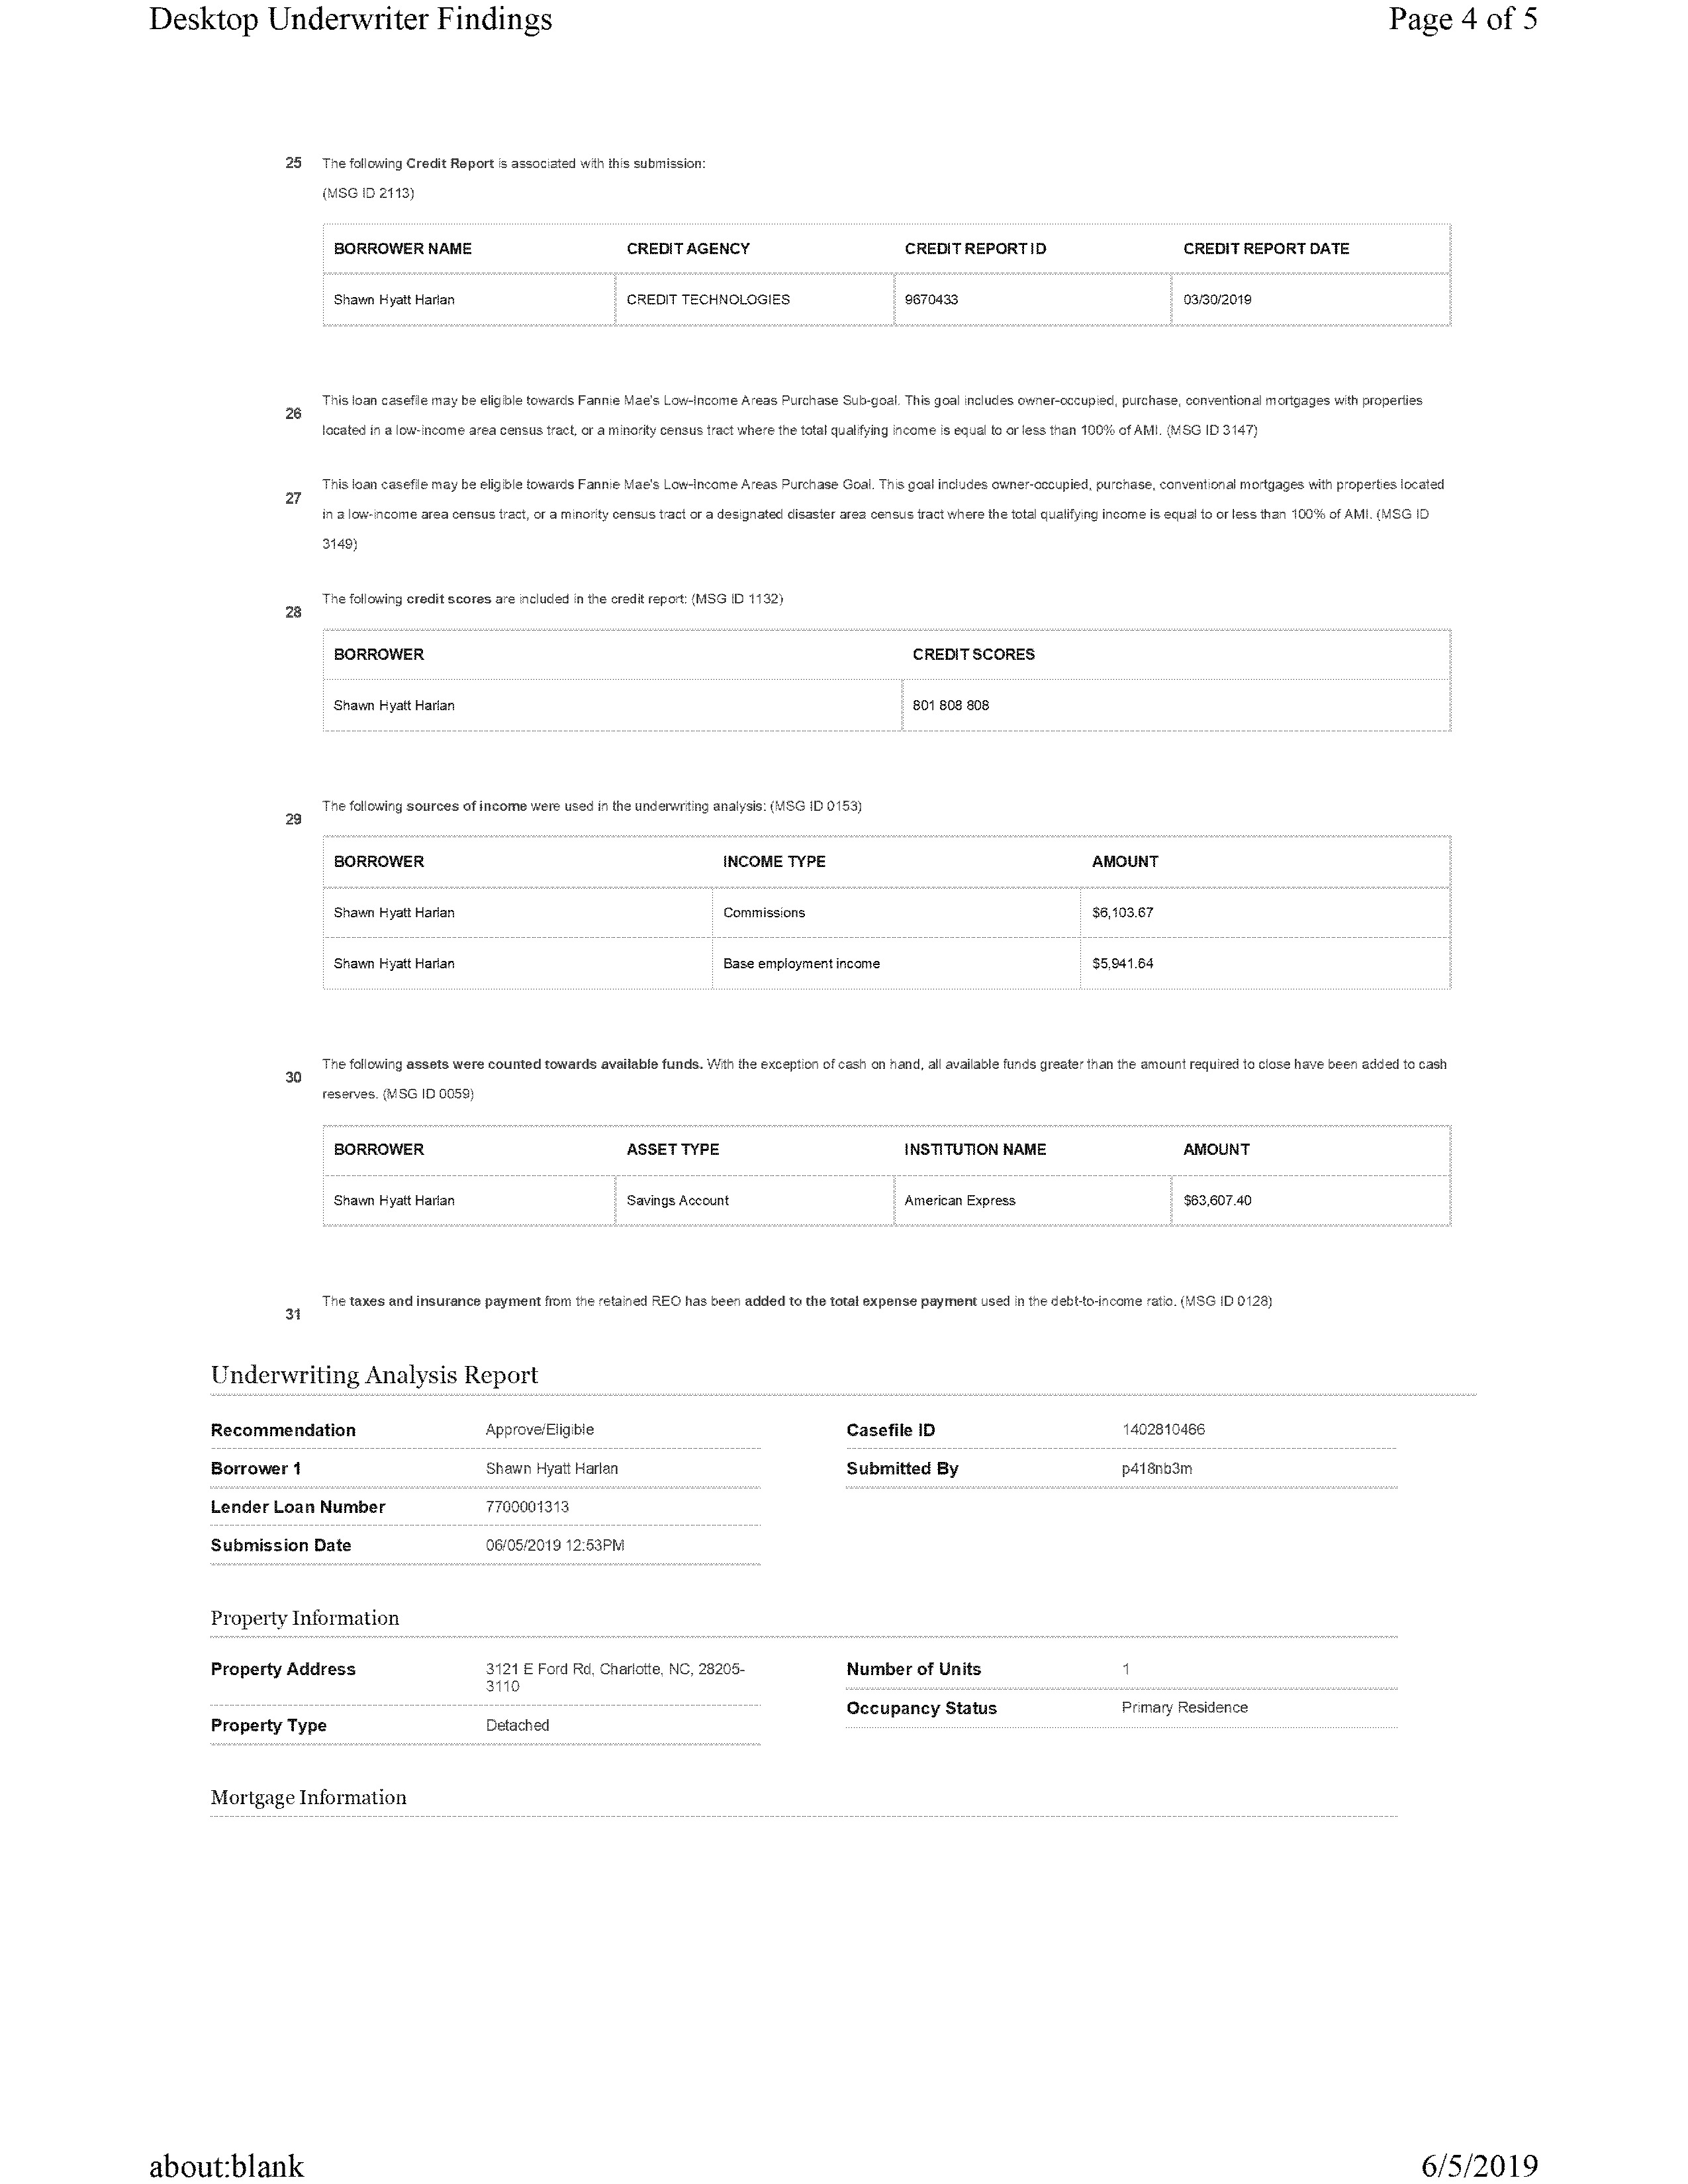 Desktop Underwriter Findings Page 4 of 5
25 The following Credit Report is associated with this submission:
(MSG ID 2113)
BORROWER NAME CREDIT AGENCY CREDIT REPORT ID CREDIT REPORT DATE
Shawn Hyatt Harlan CREDIT TECHNOLOGIES 9670433 03/30/2019
26 This loan casefile may be eligible towards Fannie Mae's Low-Income Areas Purchase Sub-goal. This goal includes owner-occupied, purchase, conventional mortgages with properties
located in a low-income area census tract, or a minority census tract where the total qualifying income is equal to or less than 100% of AMI. (MSG ID 3147)
27 This loan casefile may be eligible towards Fannie Mae's Low-Income Areas Purchase Goal. This goal includes owner-occupied, purchase, conventional mortgages with properties located
in a low-income area census tract, or a minority census tract or a designated disaster area census tract where the total qualifying income is equal to or less than 100% of AMI. (MSG ID
3149)
28 The following credit scores are included in the credit report: (MSG ID 1132)
BORROWER CREDIT SCORES
Shawn Hyatt Harlan 801 808 808
29 The following sources of income were used in the underwriting analysis: (MSG ID 0153)
BORROWER INCOME TYPE AMOUNT
Shawn Hyatt Harlan Commissions $6,103.67
Shawn Hyatt Harlan Base employment income $5,941.64
30 The following assets were counted towards available funds. With the exception of cash on hand, all available funds greater than the amount required to close have been added to cash
reserves. (MSG ID 0059)
BORROWER ASSET TYPE INSTITUTION NAME AMOUNT
Shawn Hyatt Harlan Savings Account American Express $63,607.40
31 The taxes and insurance payment from the retained REO has been added to the total expense payment used in the debt-to-income ratio. (MSG ID 0128)
Underwriting Analysis Report
Recommendation Approve/Eligible Casefile ID 1402810466
Borrower 1 Shawn Hyatt Harlan Submitted By p418nb3m
Lender Loan Number 7700001313
Submission Date 06/05/2019 12:53PM
Property Information
Property Address 3121 E Ford Rd, Charlotte, NC, 28205- Number of Units 1
3110
Occupancy Status Primary Residence
Property Type Detached
Mortgage Information
about:blank 6/5/2019